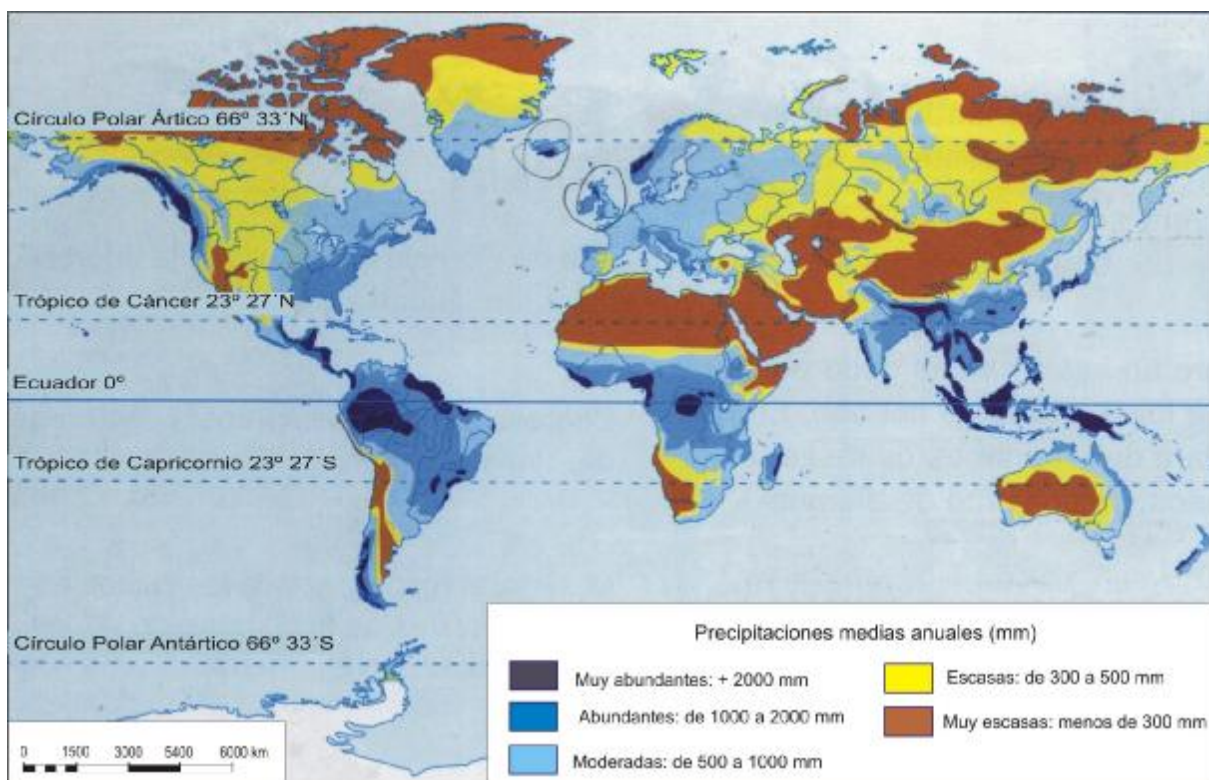 Círculo Polar Ártico 66º 33´N
Trópico de Cáncer 23º 27´N
Ecuador 0º
Trópico de Capricornio 23º 27´S
Círculo Polar Antártico 66º 33´S
0 1500 3000 5400 6000 km
Precipitaciones medias anuales (mm)
Muy abundantes: + 2000 mm
Abundantes: de 1000 a 2000 mm
Moderadas: de 500 a 1000 mm
Escasas: de 300 a 500 mm
Muy escasas: menos de 300 mm